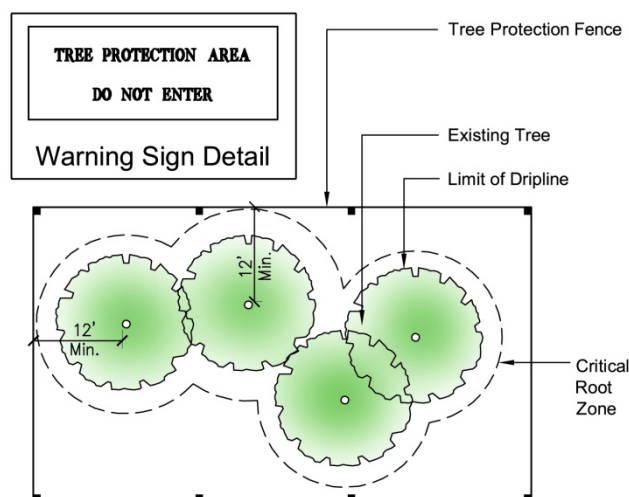 TREE PROTECTION AREA
DO NOT ENTER
Warning Sign Detail
Tree Protection Fence
Existing Tree
Limit of Dripline
12'
Min.
12'
Min.
Critical
Root
Zone